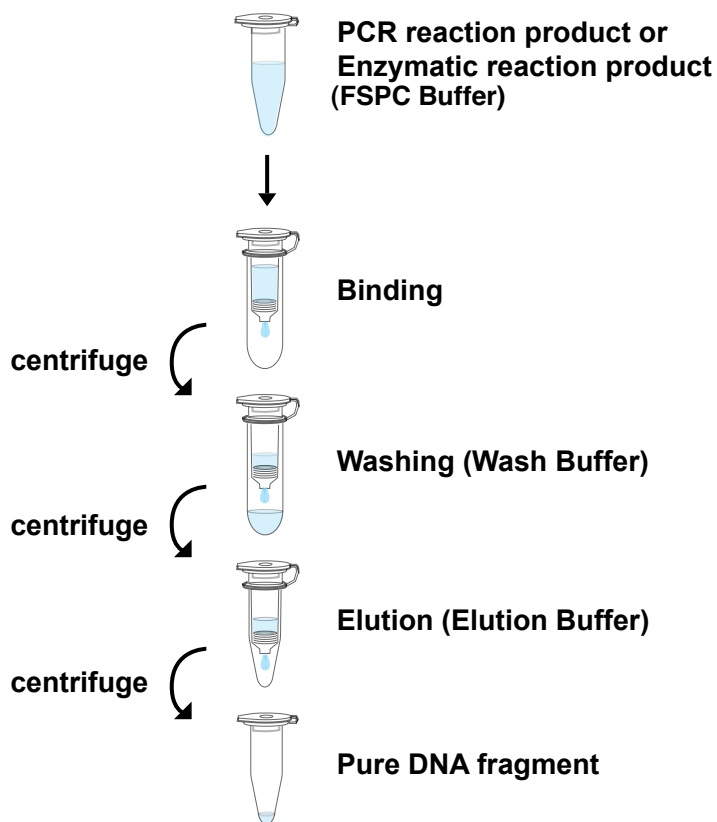 PCR reaction product or
Enzymatic reaction product
(FSPC Buffer)
Binding
centrifuge
Washing (Wash Buffer)
centrifuge
Elution (Elution Buffer)
centrifuge
Pure DNA fragment